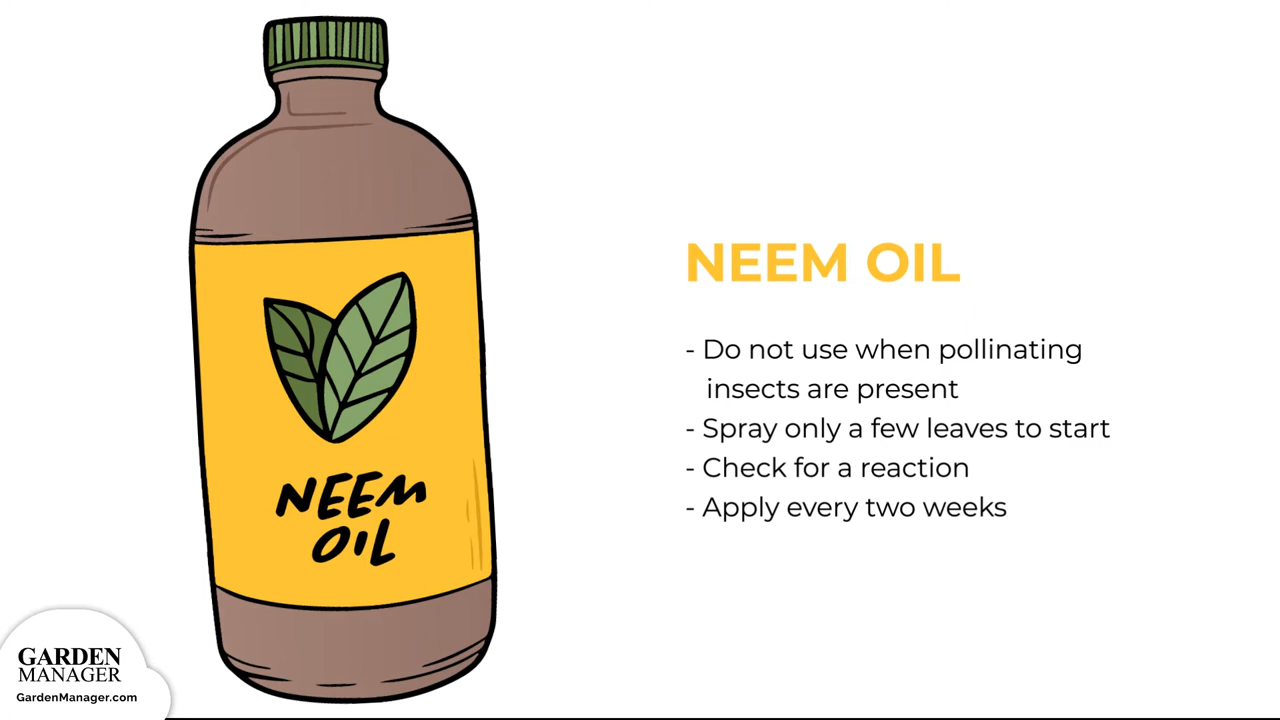 NEEM OIL
- Do not use when pollinating
insects are present
- Spray only a few leaves to start
- Check for a reaction
- Apply every two weeks
NEEM
OIL
GARDEN
MANAGER
GardenManager.com